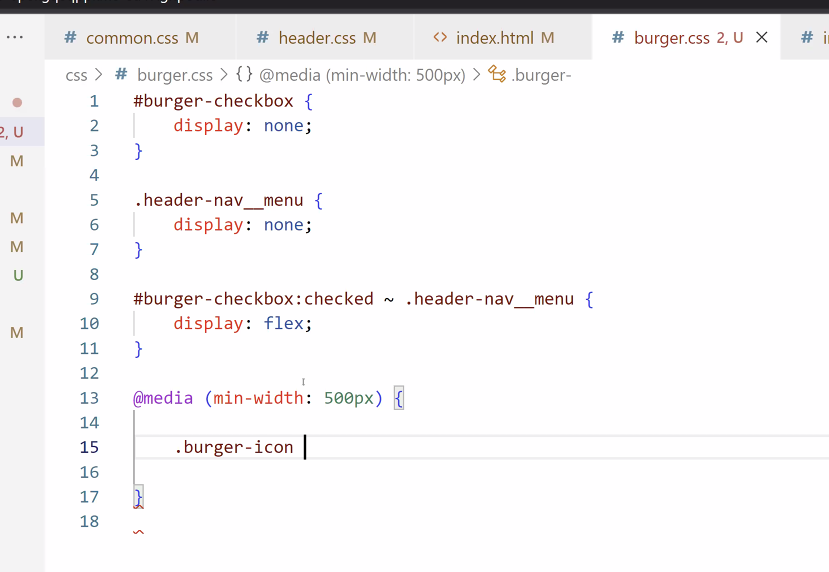 ··· # common.css M # header.css M <> index.html M # burger.css 2, U × #
css > # burger.css > {} @media (min-width: 500px) > .burger-
1 #burger-checkbox {
2, U 2 display: none;
M 3 }
4
5 .header-nav__menu {
M 6 display: none;
M 7 }
U 8
9 #burger-checkbox:checked ~ .header-nav__menu {
M 10 display: flex;
11 }
12
13 @media (min-width: 500px) {
14
15 .burger-icon
16
17 }
18